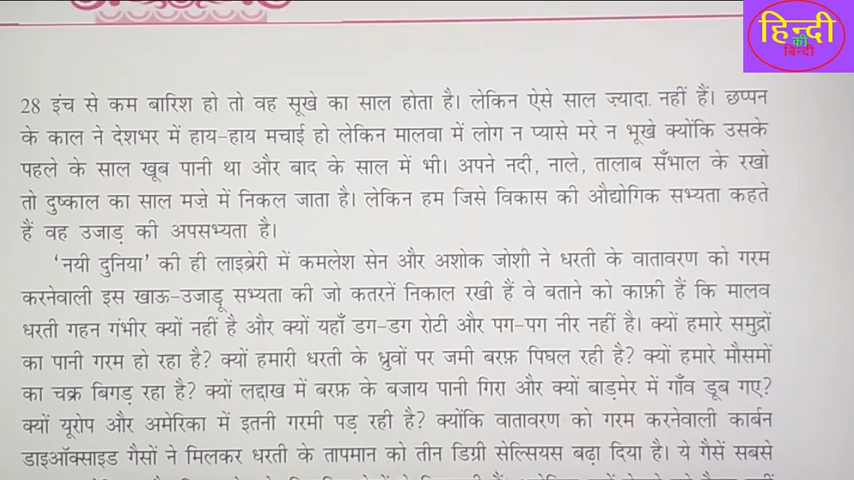 हिन्दी
की
बिन्दी
28 इंच से कम बारिश हो तो वह सूखे का साल होता है। लेकिन ऐसे साल ज़्यादा नहीं हैं। छप्पन
के काल ने देशभर में हाय-हाय मचाई हो लेकिन मालवा में लोग न प्यासे मरे न भूखे क्योंकि उसके
पहले के साल खूब पानी था और बाद के साल में भी। अपने नदी, नाले, तालाब सँभाल के रखो
तो दुष्काल का साल मज़े में निकल जाता है। लेकिन हम जिसे विकास की औद्योगिक सभ्यता कहते
हैं वह उजाड़ की अपसभ्यता है।
'नयी दुनिया' की ही लाइब्रेरी में कमलेश सेन और अशोक जोशी ने धरती के वातावरण को गरम
करनेवाली इस खाऊ-उजाड़ू सभ्यता की जो कतरनें निकाल रखी हैं वे बताने को काफ़ी हैं कि मालव
धरती गहन गंभीर क्यों नहीं है और क्यों यहाँ डग-डग रोटी और पग-पग नीर नहीं है। क्यों हमारे समुद्रों
का पानी गरम हो रहा है? क्यों हमारी धरती के ध्रुवों पर जमी बरफ़ पिघल रही है? क्यों हमारे मौसमों
का चक्र बिगड़ रहा है? क्यों लद्दाख में बरफ़ के बजाय पानी गिरा और क्यों बाड़मेर में गाँव डूब गए?
क्यों यूरोप और अमेरिका में इतनी गरमी पड़ रही है? क्योंकि वातावरण को गरम करनेवाली कार्बन
डाइऑक्साइड गैसों ने मिलकर धरती के तापमान को तीन डिग्री सेल्सियस बढ़ा दिया है। ये गैसें सबसे